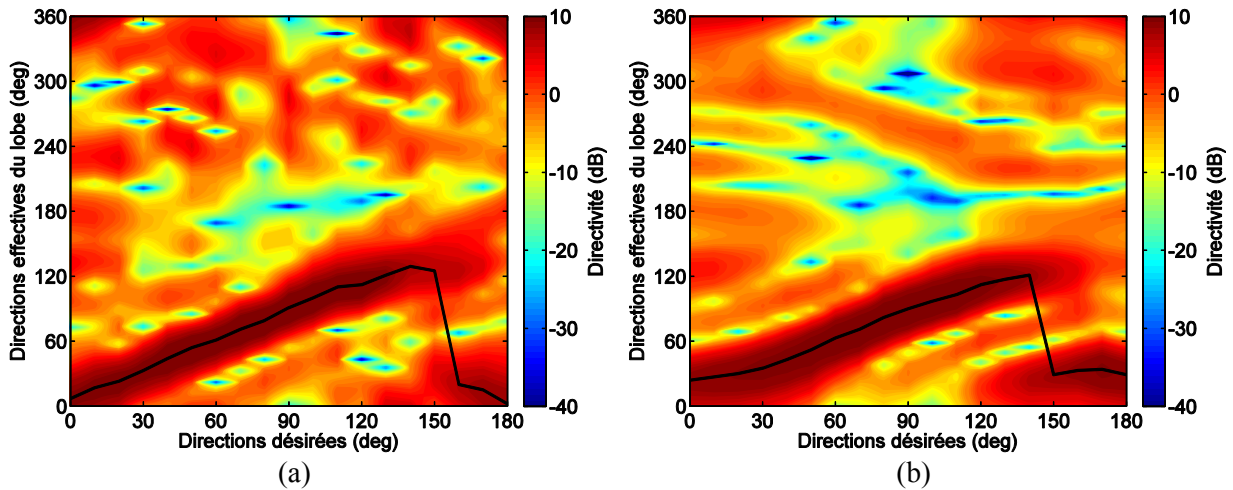 360
300
240
180
120
60
0
0 30 60 90 120 150 180
Directions effectives du lobe (deg)
Directions désirées (deg)
10
0
-10
-20
-30
-40
Directivité (dB)
(a)
360
300
240
180
120
60
0
0 30 60 90 120 150 180
Directions effectives du lobe (deg)
Directions désirées (deg)
10
0
-10
-20
-30
-40
Directivité (dB)
(b)